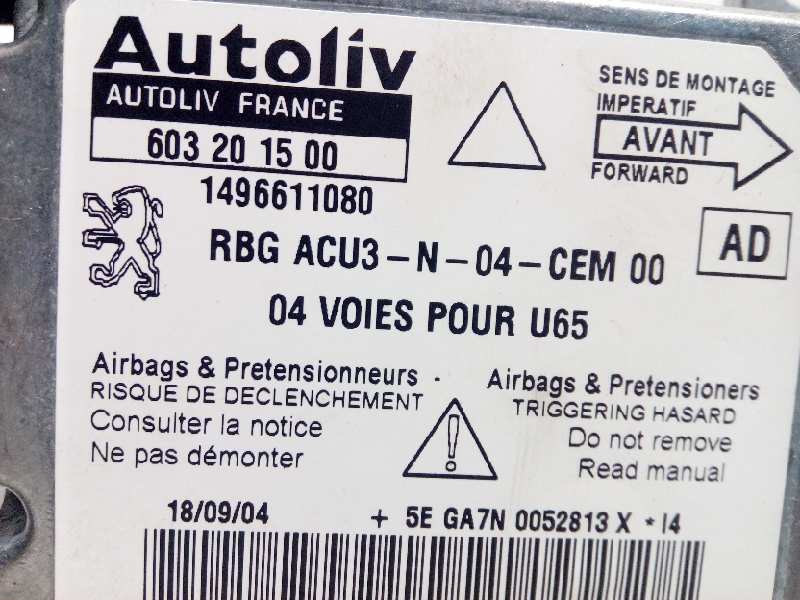 Autoliv
AUTOLIV FRANCE
603 20 15 00
1496611080
SENS DE MONTAGE
IMPERATIF
AVANT
FORWARD
AD
RBG ACU3-N-04-CEM 00
04 VOIES POUR U65
Airbags & Pretensionneurs -
RISQUE DE DECLENCHEMENT
Consulter la notice
Ne pas démonter
!
Airbags & Pretensioners
TRIGGERING HASARD
Do not remove
Read manual
18/09/04 + 5E GA7N 0052813 X *I4